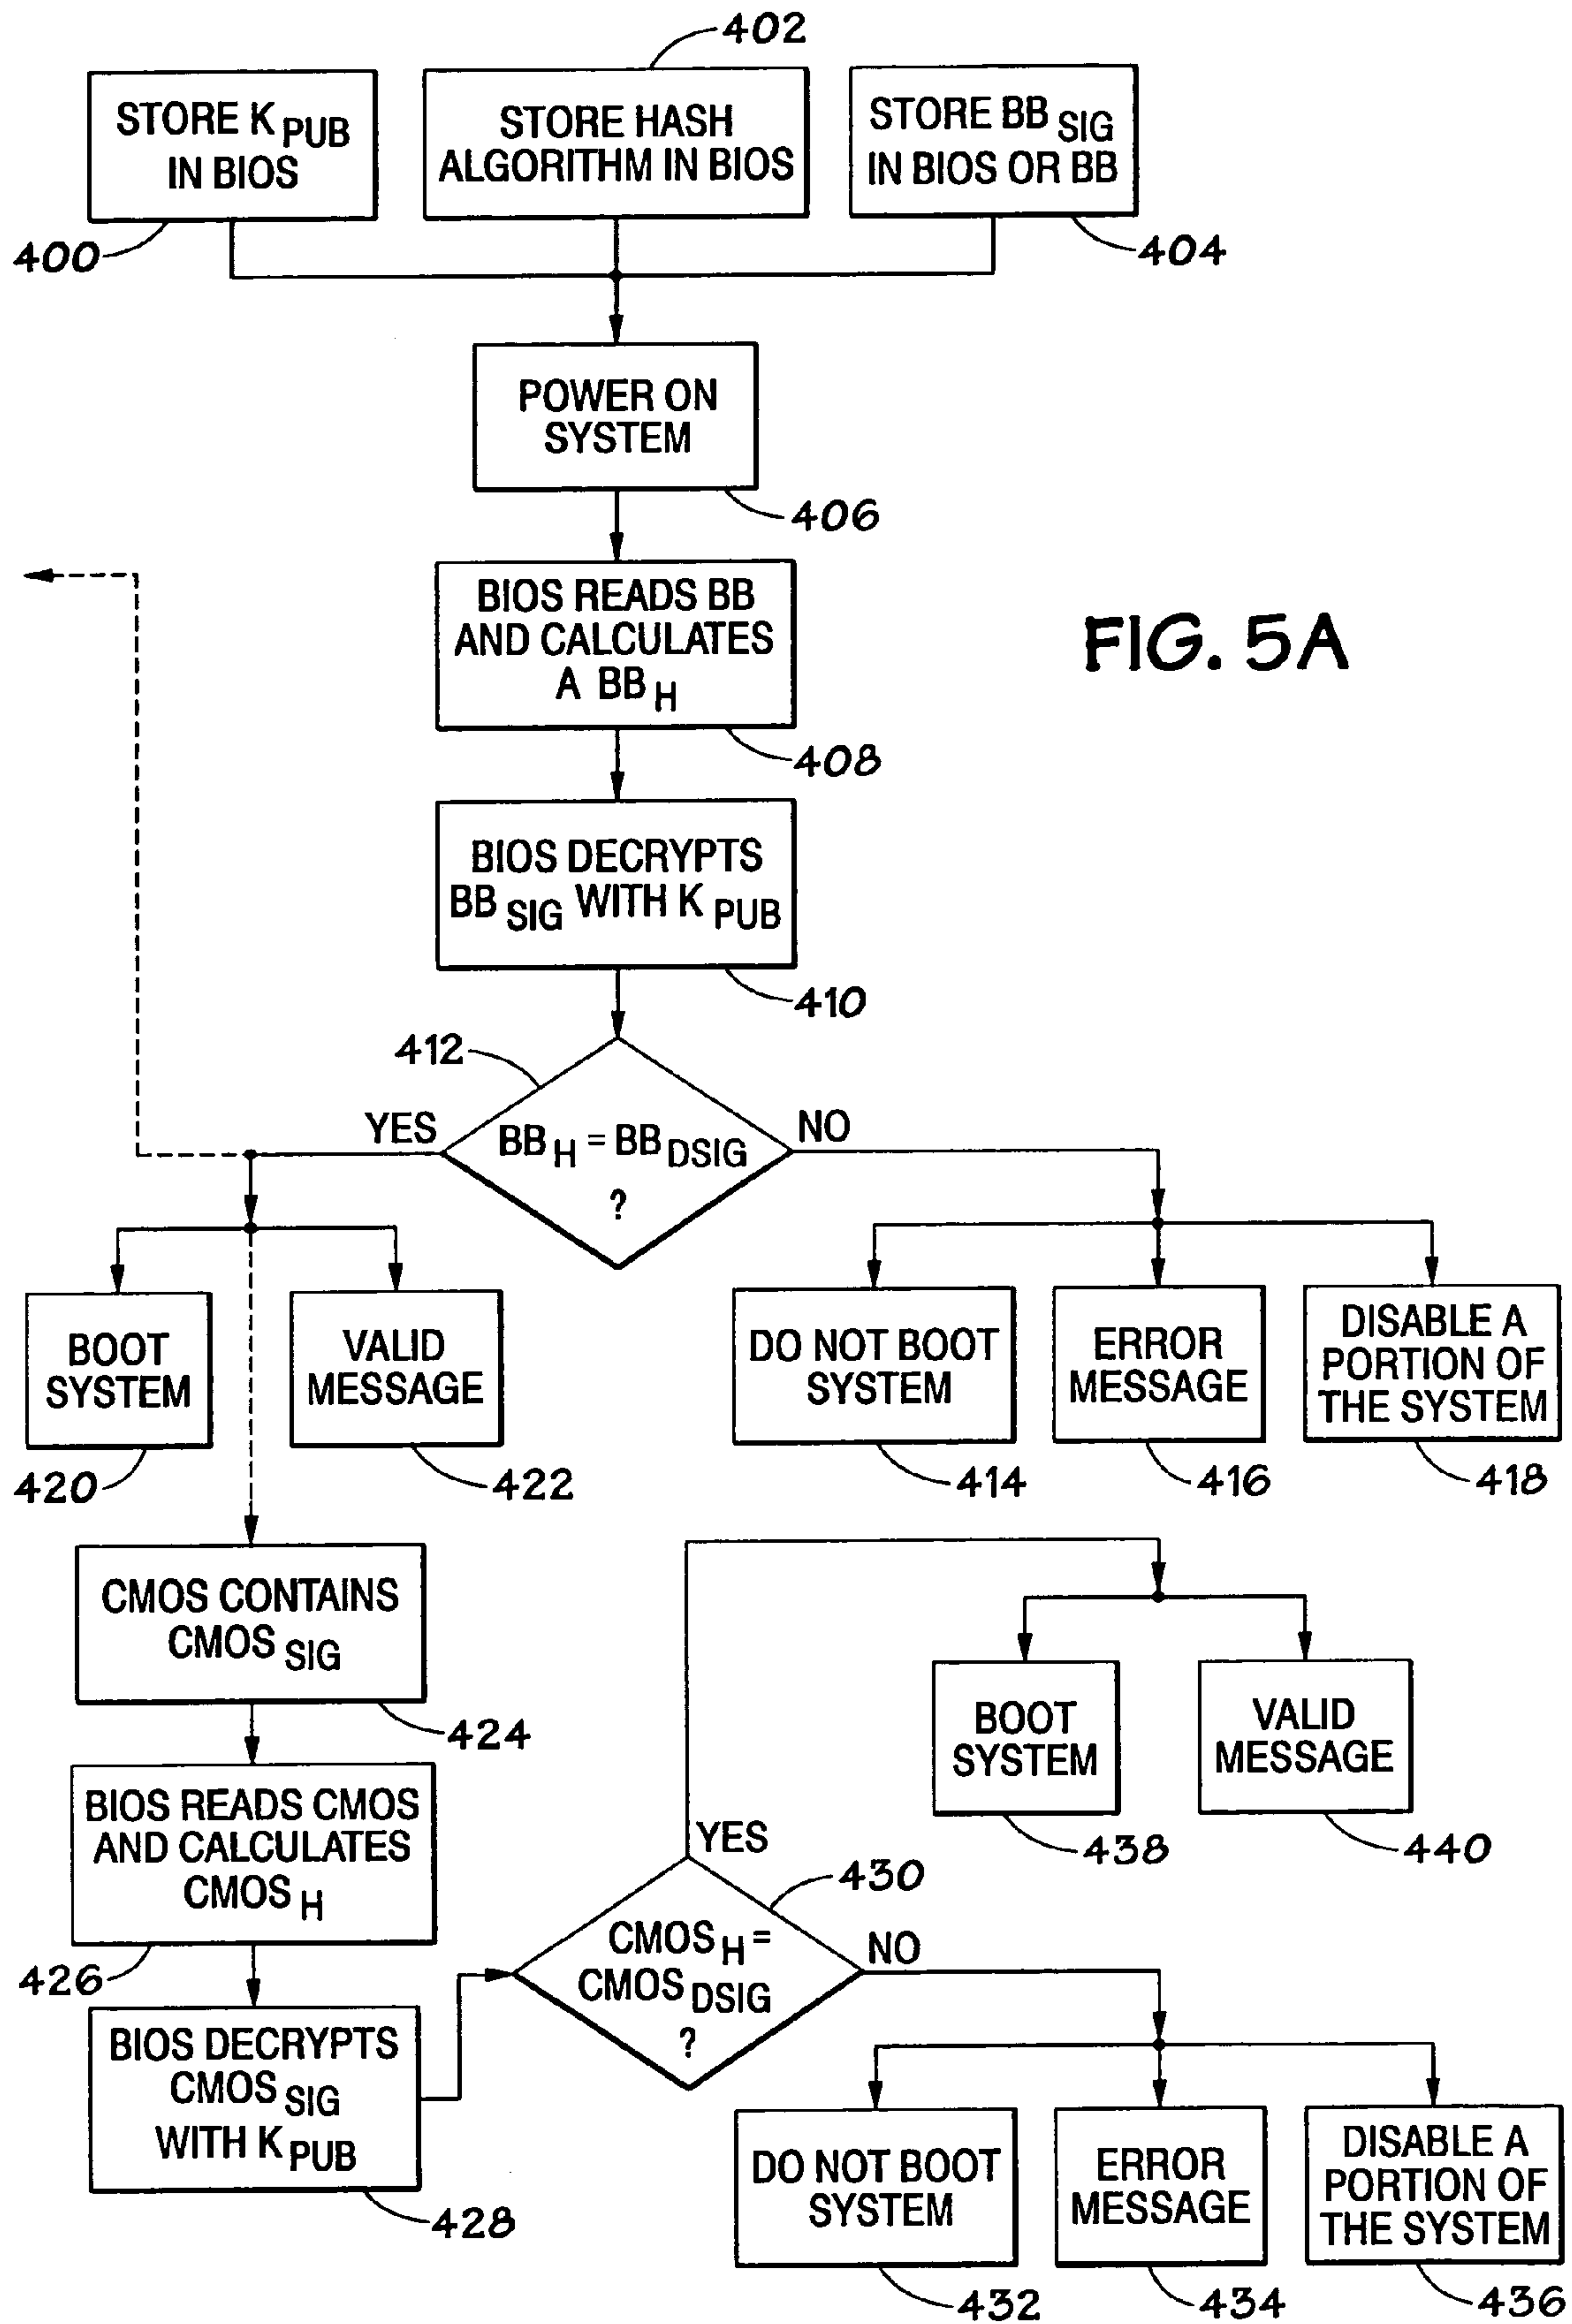 402
STORE K PUB
IN BIOS
STORE HASH
ALGORITHM IN BIOS
STORE BB SIG
IN BIOS OR BB
400
404
POWER ON
SYSTEM
406
BIOS READS BB
AND CALCULATES
A BB H
FIG. 5A
408
BIOS DECRYPTS
BB SIG WITH K PUB
410
412
YES
NO
BB H = BB DSIG
?
BOOT
SYSTEM
VALID
MESSAGE
DO NOT BOOT
SYSTEM
ERROR
MESSAGE
DISABLE A
PORTION OF
THE SYSTEM
420
422
414
416
418
CMOS CONTAINS
CMOS SIG
424
BOOT
SYSTEM
VALID
MESSAGE
438
440
BIOS READS CMOS
AND CALCULATES
CMOS H
426
YES
430
CMOS H =
CMOS DSIG
?
NO
BIOS DECRYPTS
CMOS SIG
WITH K PUB
428
DO NOT BOOT
SYSTEM
ERROR
MESSAGE
DISABLE A
PORTION OF
THE SYSTEM
432
434
436